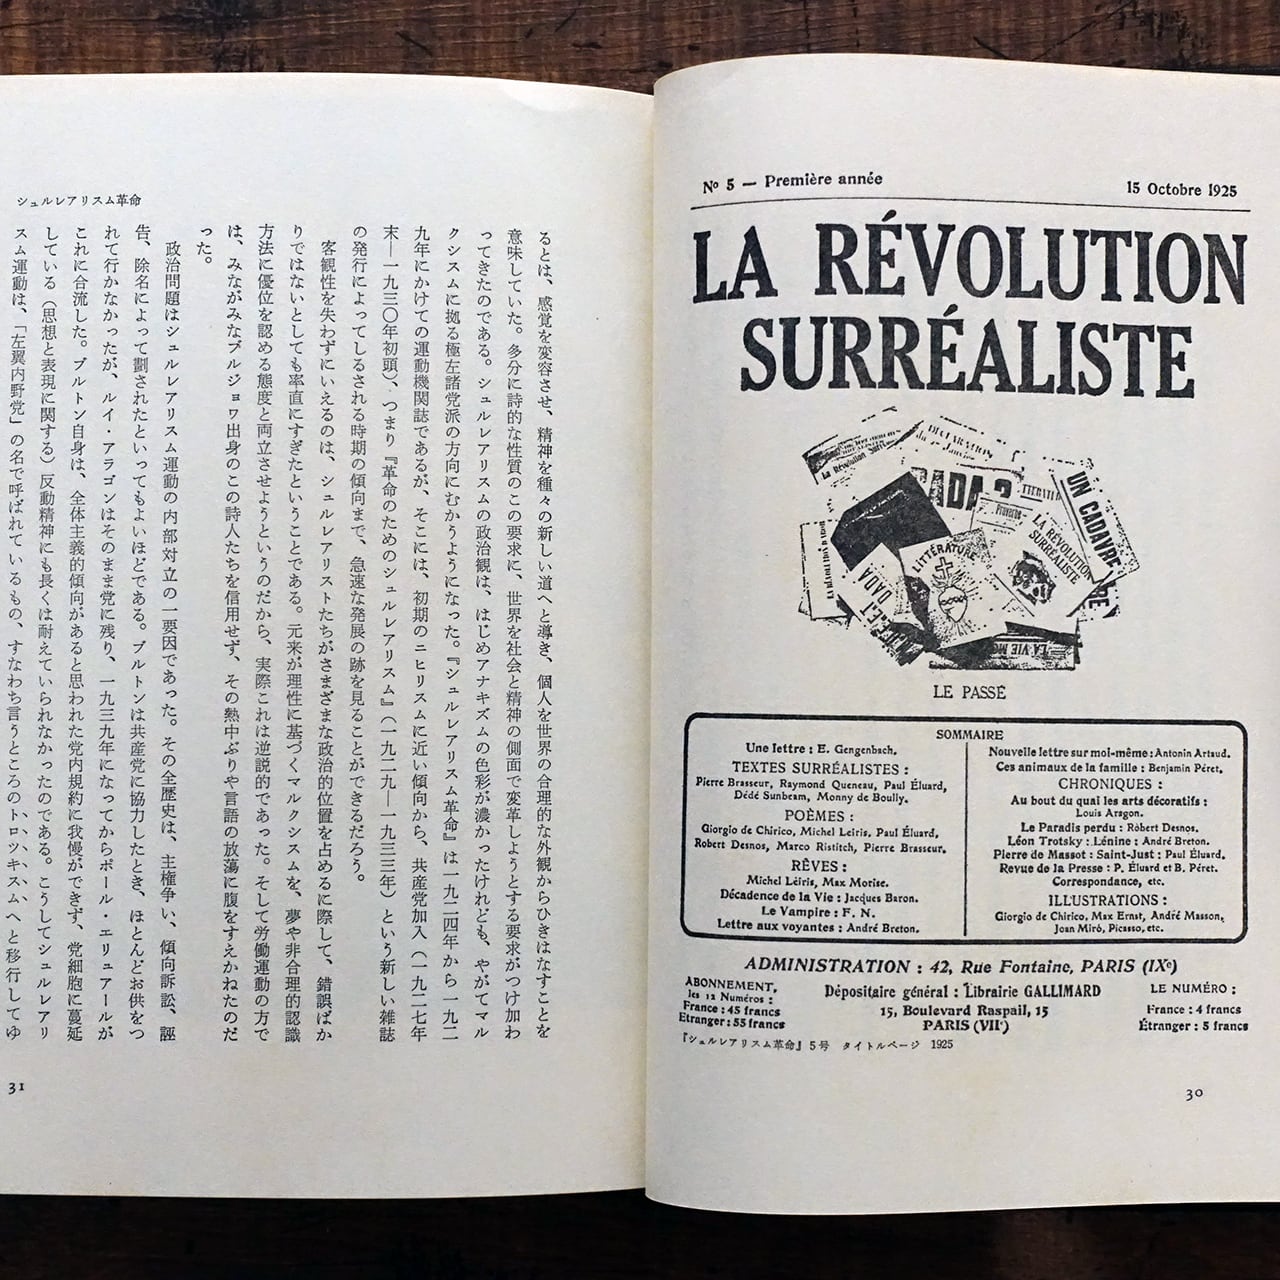 No 5 — Première année
15 Octobre 1925
LA RÉVOLUTION
SURRÉALISTE
La Révolution
DÉCLARATION
DADA?
UN CADAVRE
LITTÉRATURE
LA RÉVOLUTION
SURRÉALISTE
ET DADA
LA VIE
LE PASSÉ
SOMMAIRE
Une lettre : E. Gengenbach.
TEXTES SURRÉALISTES :
Pierre Brasseur, Raymond Queneau, Paul Éluard,
Dédé Sunbeam, Monny de Boully.
POÈMES :
Giorgio de Chirico, Michel Leiris, Paul Éluard,
Robert Desnos, Marco Ristitch, Pierre Brasseur.
RÊVES :
Michel Léiris, Max Morise.
Décadence de la Vie : Jacques Baron.
Le Vampire : F. N.
Lettre aux voyantes : André Breton.
Nouvelle lettre sur moi-même : Antonin Artaud.
Ces animaux de la famille : Benjamin Péret.
CHRONIQUES :
Au bout du quai les arts décoratifs :
Louis Aragon.
Le Paradis perdu : Robert Desnos.
Léon Trotsky : Lénine : André Breton.
Pierre de Massot : Saint-Just : Paul Éluard.
Revue de la Presse : P. Éluard et B. Péret.
Correspondance, etc.
ILLUSTRATIONS :
Giorgio de Chirico, Max Ernst, André Masson,
Joan Miró, Picasso, etc.
ADMINISTRATION : 42, Rue Fontaine, PARIS (IXe)
ABONNEMENT,
les 12 Numéros :
France : 45 francs
Etranger : 55 francs
Dépositaire général : Librairie GALLIMARD
15, Boulevard Raspail, 15
PARIS (VIIe)
LE NUMÉRO :
France : 4 francs
Étranger : 5 francs
『シュルレアリスム革命』5号 タイトルページ 1925
30
シュルレアリスム革命
るとは、感覚を変容させ、精神を種々の新しい道へと導き、個人を世界の合理的な外観からひきはなすことを
意味していた。多分に詩的な性質のこの要求に、世界を社会と精神の側面で変革しようとする要求がつけ加わ
ってきたのである。シュルレアリスムの政治観は、はじめアナキズムの色彩が濃かったけれども、やがてマル
クシスムに拠る極左諸党派の方向にむかうようになった。『シュルレアリスム革命』は一九二四年から一九二
九年にかけての運動機関誌であるが、そこには、初期のニヒリスムに近い傾向から、共産党加入（一九二七年
末—一九三〇年初頭）、つまり『革命のためのシュルレアリスム』（一九二九—一九三三年）という新しい雑誌
の発行によってしるされる時期の傾向まで、急速な発展の跡を見ることができるだろう。
客観性を失わずにいえるのは、シュルレアリストたちがさまざまな政治的位置を占めるに際して、錯誤ばか
りではないとしても率直にすぎたということである。元来が理性に基づくマルクシスムを、夢や非合理的認識
方法に優位を認める態度と両立させようというのだから、実際これは逆説的であった。そして労働運動の方で
は、みながみなブルジョワ出身のこの詩人たちを信用せず、その熱中ぶりや言語の放蕩に腹をすえかねたのだ
った。
政治問題はシュルレアリスム運動の内部対立の一要因であった。その全歴史は、主権争い、傾向訴訟、誣
告、除名によって劃されたといってもよいほどである。ブルトンは共産党に協力したとき、ほとんどお供をつ
れて行かなかったが、ルイ・アラゴンはそのまま党に残り、一九三九年になってからポール・エリュアールが
これに合流した。ブルトン自身は、全体主義的傾向があると思われた党内規約に我慢ができず、党細胞に蔓延
している（思想と表現に関する）反動精神にも長くは耐えていられなかったのである。こうしてシュルレアリ
スム運動は、「左翼内野党」の名で呼ばれているもの、すなわち言うところのトロツキスムへと移行してゆ
31